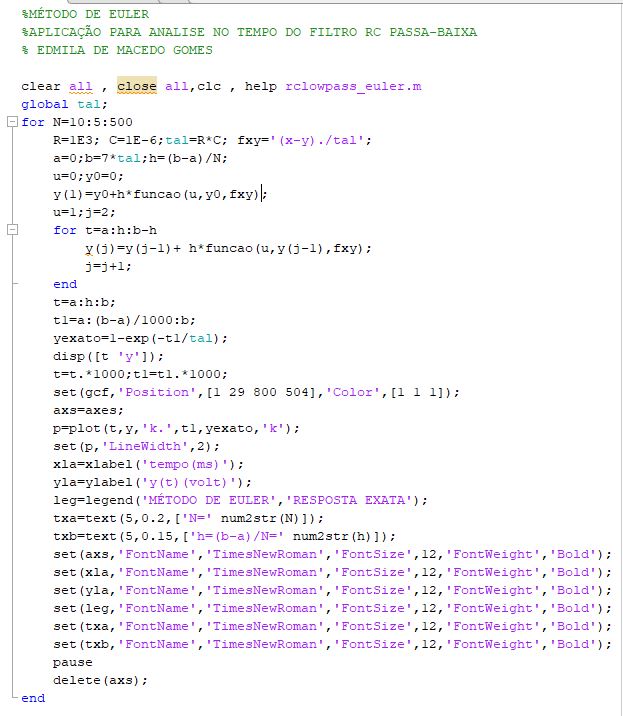 %MÉTODO DE EULER
%APLICAÇÃO PARA ANALISE NO TEMPO DO FILTRO RC PASSA-BAIXA
% EDMILA DE MACEDO GOMES
clear all , close all,clc , help rclowpass_euler.m
global tal;
for N=10:5:500
R=1E3; C=1E-6;tal=R*C; fxy='(x-y)./tal';
a=0;b=7*tal;h=(b-a)/N;
u=0;y0=0;
y(1)=y0+h*funcao(u,y0,fxy);
u=1;j=2;
for t=a:h:b-h
y(j)=y(j-1)+ h*funcao(u,y(j-1),fxy);
j=j+1;
end
t=a:h:b;
t1=a:(b-a)/1000:b;
yexato=1-exp(-t1/tal);
disp([t 'y']);
t=t.*1000;t1=t1.*1000;
set(gcf,'Position',[1 29 800 504],'Color',[1 1 1]);
axs=axes;
p=plot(t,y,'k.',t1,yexato,'k');
set(p,'LineWidth',2);
xla=xlabel('tempo(ms)');
yla=ylabel('y(t)(volt)');
leg=legend('MÉTODO DE EULER','RESPOSTA EXATA');
txa=text(5,0.2,['N=' num2str(N)]);
txb=text(5,0.15,['h=(b-a)/N=' num2str(h)]);
set(axs,'FontName','TimesNewRoman','FontSize',12,'FontWeight','Bold');
set(xla,'FontName','TimesNewRoman','FontSize',12,'FontWeight','Bold');
set(yla,'FontName','TimesNewRoman','FontSize',12,'FontWeight','Bold');
set(leg,'FontName','TimesNewRoman','FontSize',12,'FontWeight','Bold');
set(txa,'FontName','TimesNewRoman','FontSize',12,'FontWeight','Bold');
set(txb,'FontName','TimesNewRoman','FontSize',12,'FontWeight','Bold');
pause
delete(axs);
end